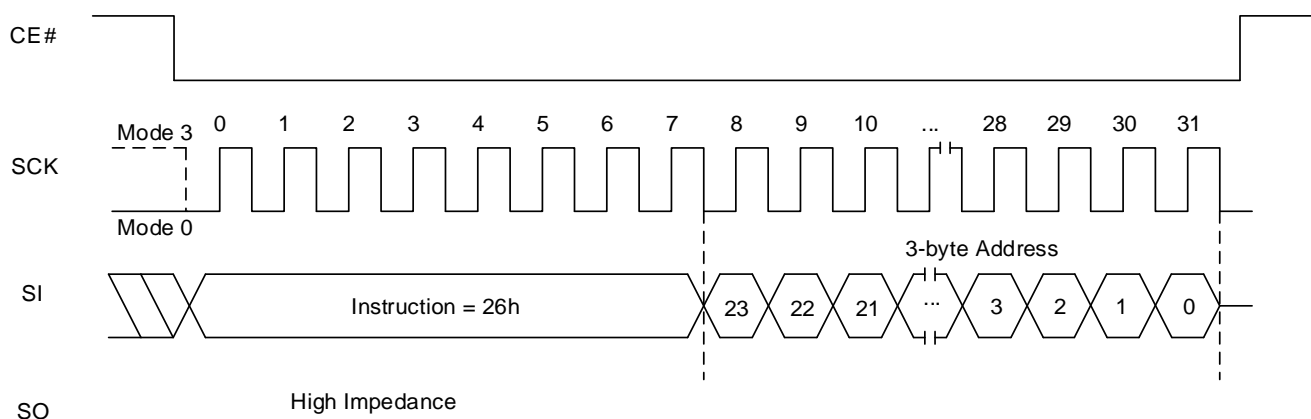 CE#
Mode 3
0 1 2 3 4 5 6 7 8 9 10 ... 28 29 30 31
SCK
Mode 0
3-byte Address
SI
Instruction = 26h
23 22 21 ... 3 2 1 0
SO
High Impedance